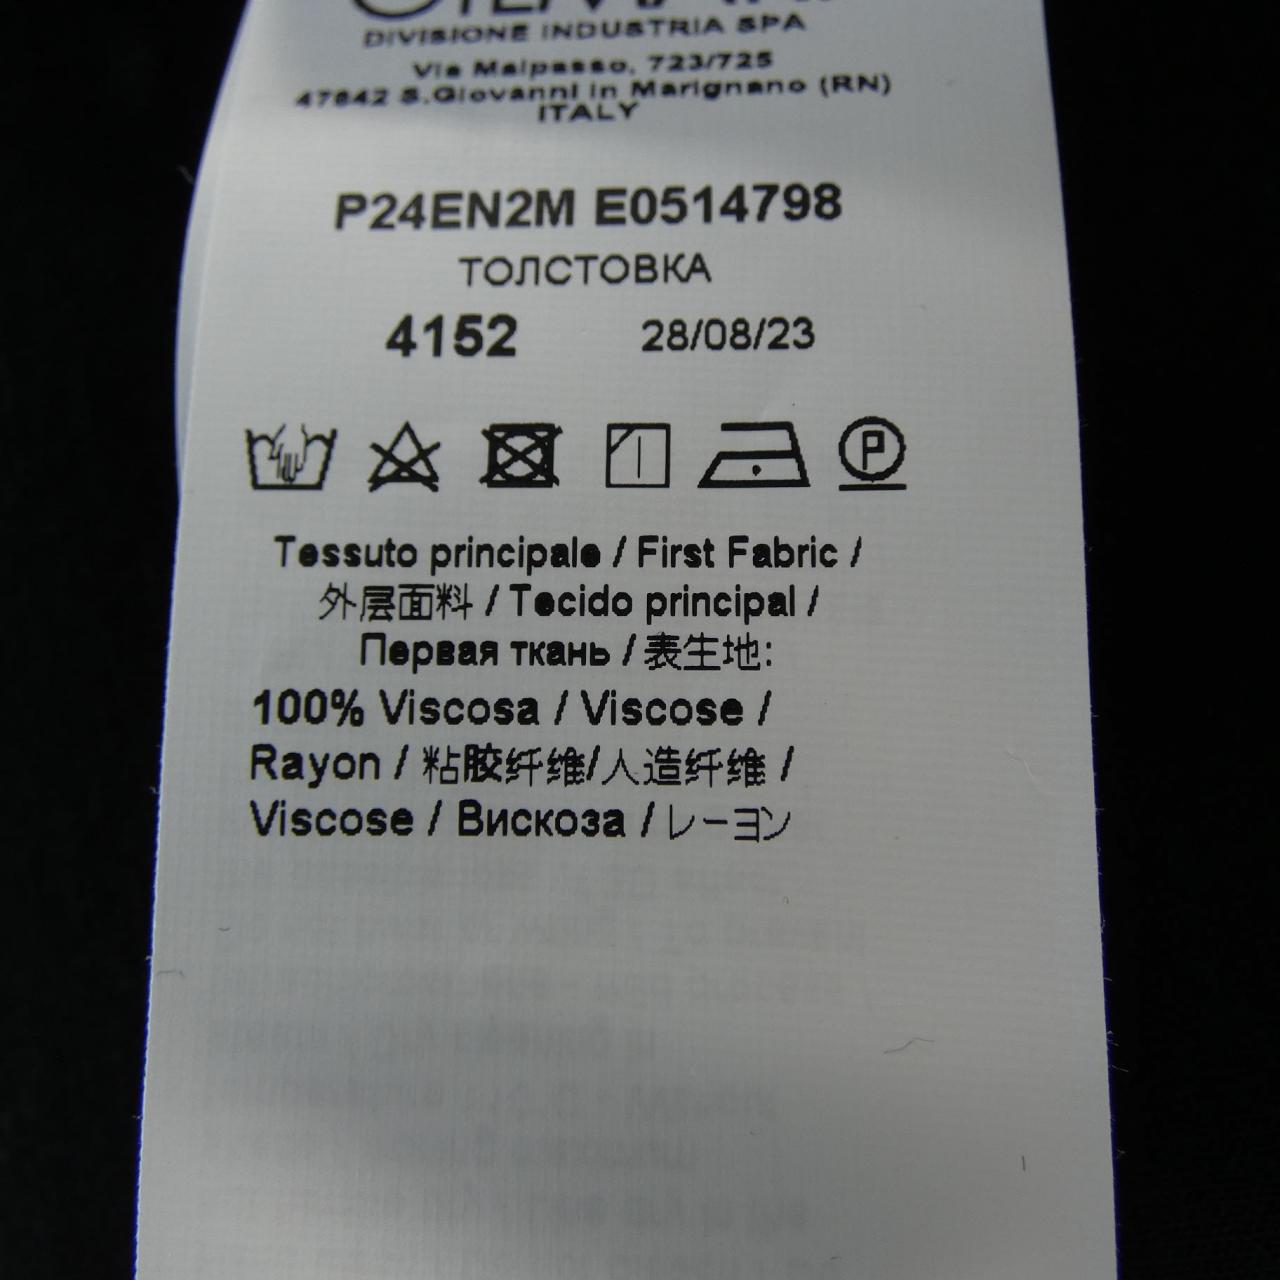 DIVISIONE INDUSTRIA SPA
Via Malpasso, 723/725
47842 S.Giovanni in Marignano (RN)
ITALY
P24EN2M E0514798
ТОЛСТОВКА
4152 28/08/23
P
Tessuto principale / First Fabric /
外层面料 / Tecido principal /
Первая ткань / 表生地:
100% Viscosa / Viscose /
Rayon / 粘胶纤维/人造纤维 /
Viscose / Вискоза / レーヨン